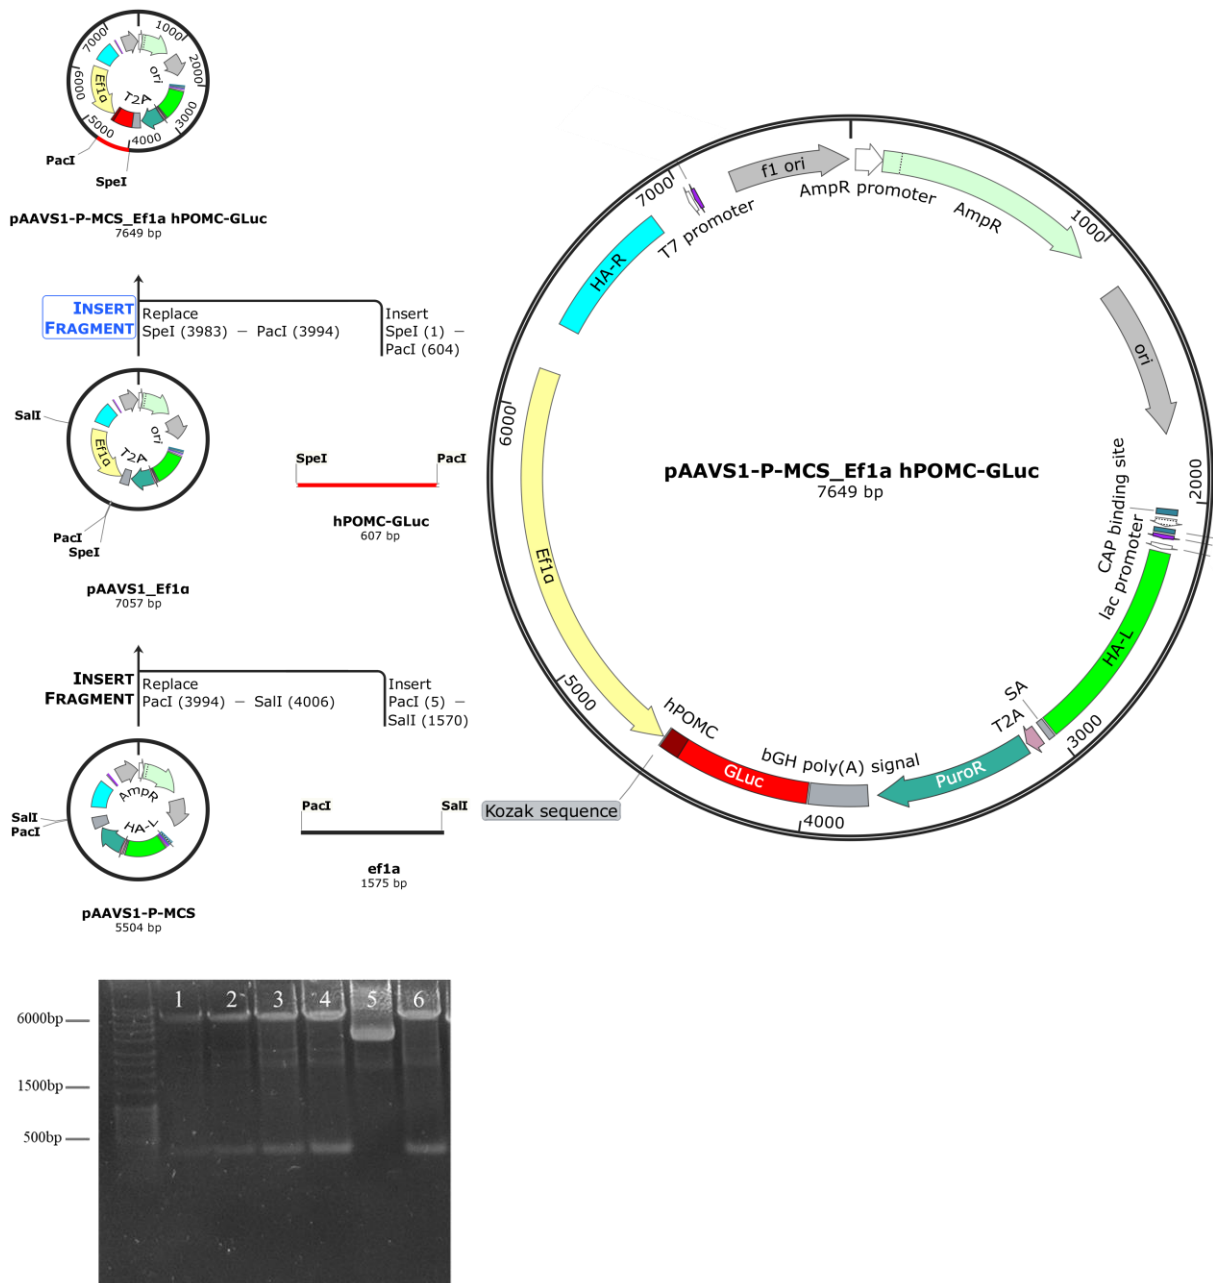 7000
1000
2000
3000
4000
5000
6000
ori
T2A
Ef1α
PacI
SpeI
pAAVS1-P-MCS_Ef1a hPOMC-GLuc
7649 bp
INSERT
FRAGMENT
Replace
SpeI (3983) – PacI (3994)
Insert
SpeI (1) –
PacI (604)
SalI
ori
T2A
Ef1α
PacI
SpeI
pAAVS1_Ef1α
7057 bp
SpeI
PacI
hPOMC-GLuc
607 bp
INSERT
FRAGMENT
Replace
PacI (3994) – SalI (4006)
Insert
PacI (5) –
SalI (1570)
AmpR
HA-L
SalI
PacI
pAAVS1-P-MCS
5504 bp
PacI
SalI
ef1a
1575 bp
f1 ori
AmpR promoter
AmpR
1000
ori
2000
CAP binding site
lac promoter
HA-L
3000
SA
T2A
PuroR
bGH poly(A) signal
4000
GLuc
hPOMC
Kozak sequence
5000
Ef1α
6000
HA-R
7000
T7 promoter
pAAVS1-P-MCS_Ef1a hPOMC-GLuc
7649 bp
1 2 3 4 5 6
6000bp
1500bp
500bp